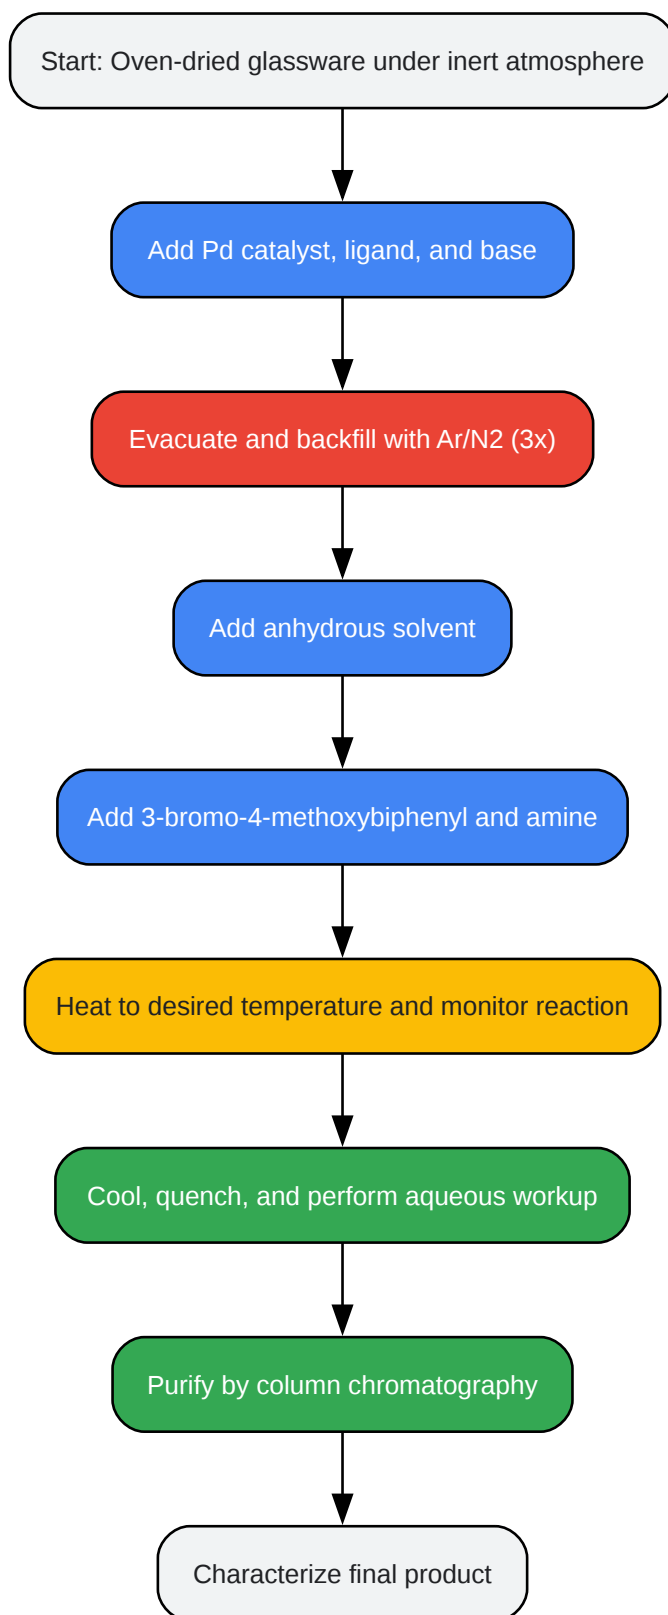 Start: Oven-dried glassware under inert atmosphere
Add Pd catalyst, ligand, and base
Evacuate and backfill with Ar/N2 (3x)
Add anhydrous solvent
Add 3-bromo-4-methoxybiphenyl and amine
Heat to desired temperature and monitor reaction
Cool, quench, and perform aqueous workup
Purify by column chromatography
Characterize final product